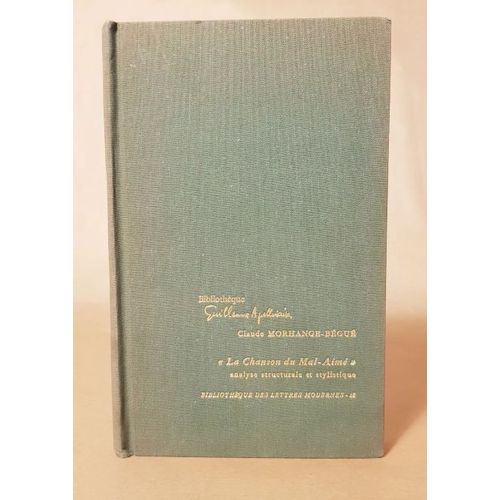 Bibliothèque
Guillaume Apollinaire
Claude MORHANGE-BÉGUÉ
« La Chanson du Mal-Aimé »
analyse structurale et stylistique
BIBLIOTHÈQUE DES LETTRES MODERNES -